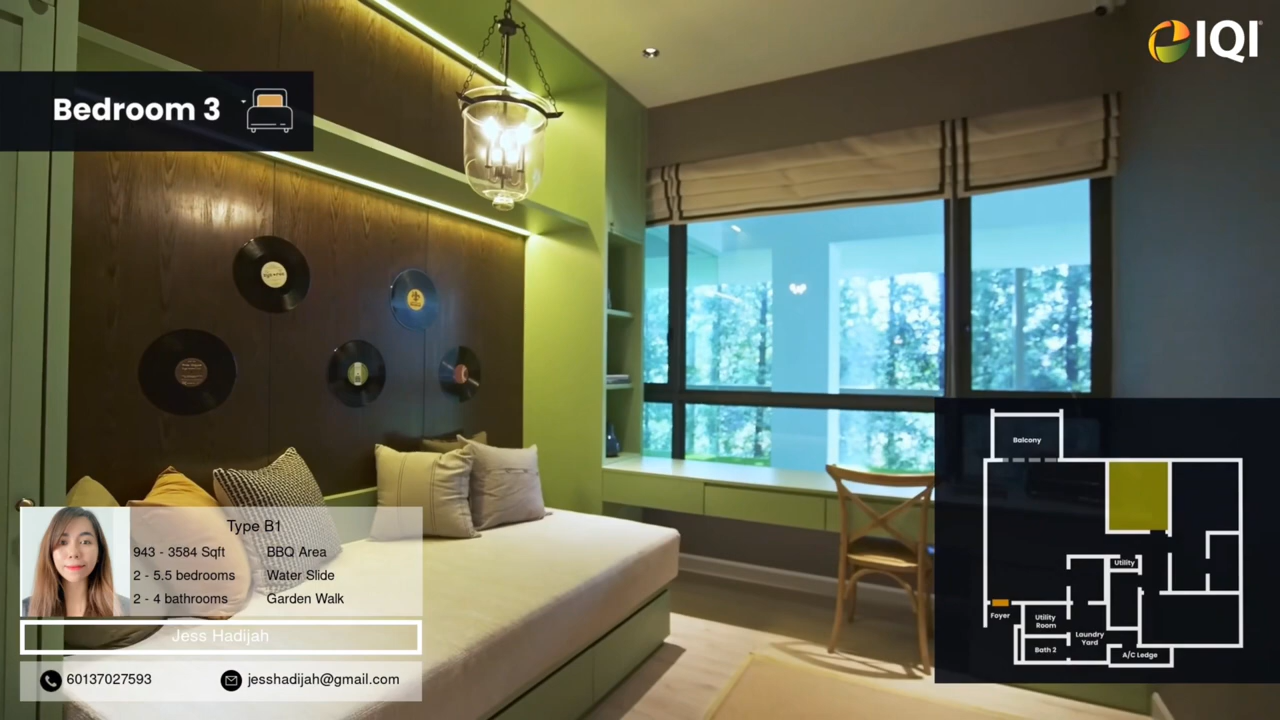 IQI
Bedroom 3
Type B1
943 - 3584 Sqft
BBQ Area
2 - 5.5 bedrooms
Water Slide
2 - 4 bathrooms
Garden Walk
Jess Hadijah
60137027593
jesshadijah@gmail.com
Balcony
Utility
Foyer
Utility
Room
Laundry
Yard
Bath 2
A/C Ledge